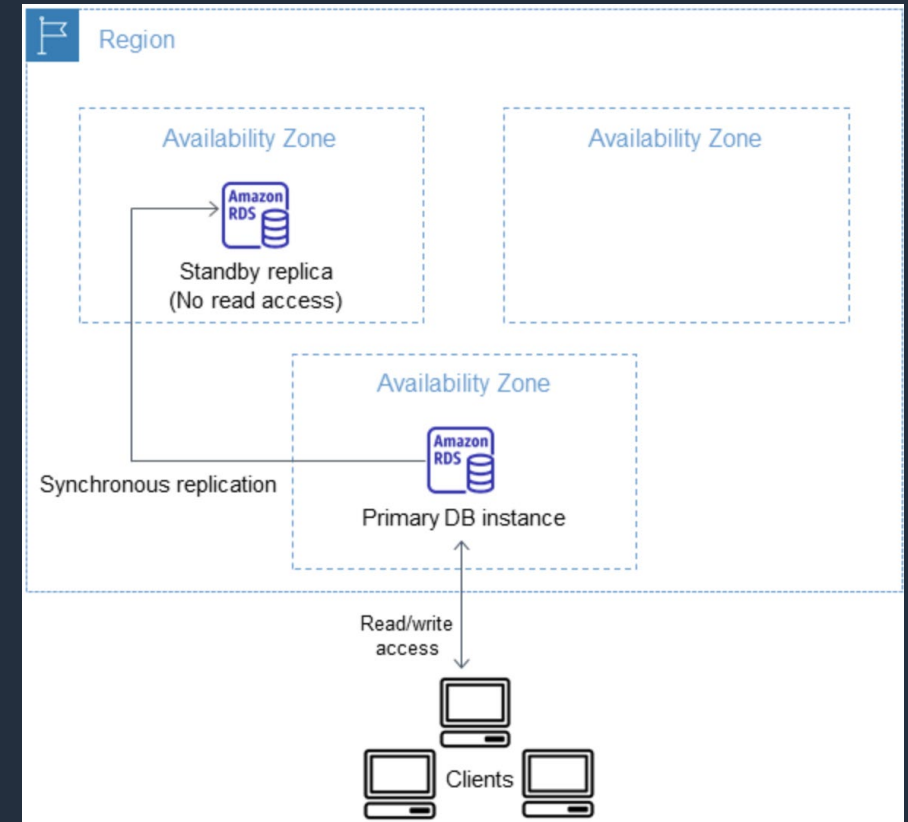 Region
Availability Zone
Availability Zone
Amazon
RDS
Standby replica
(No read access)
Availability Zone
Amazon
RDS
Synchronous replication
Primary DB instance
Read/write
access
Clients